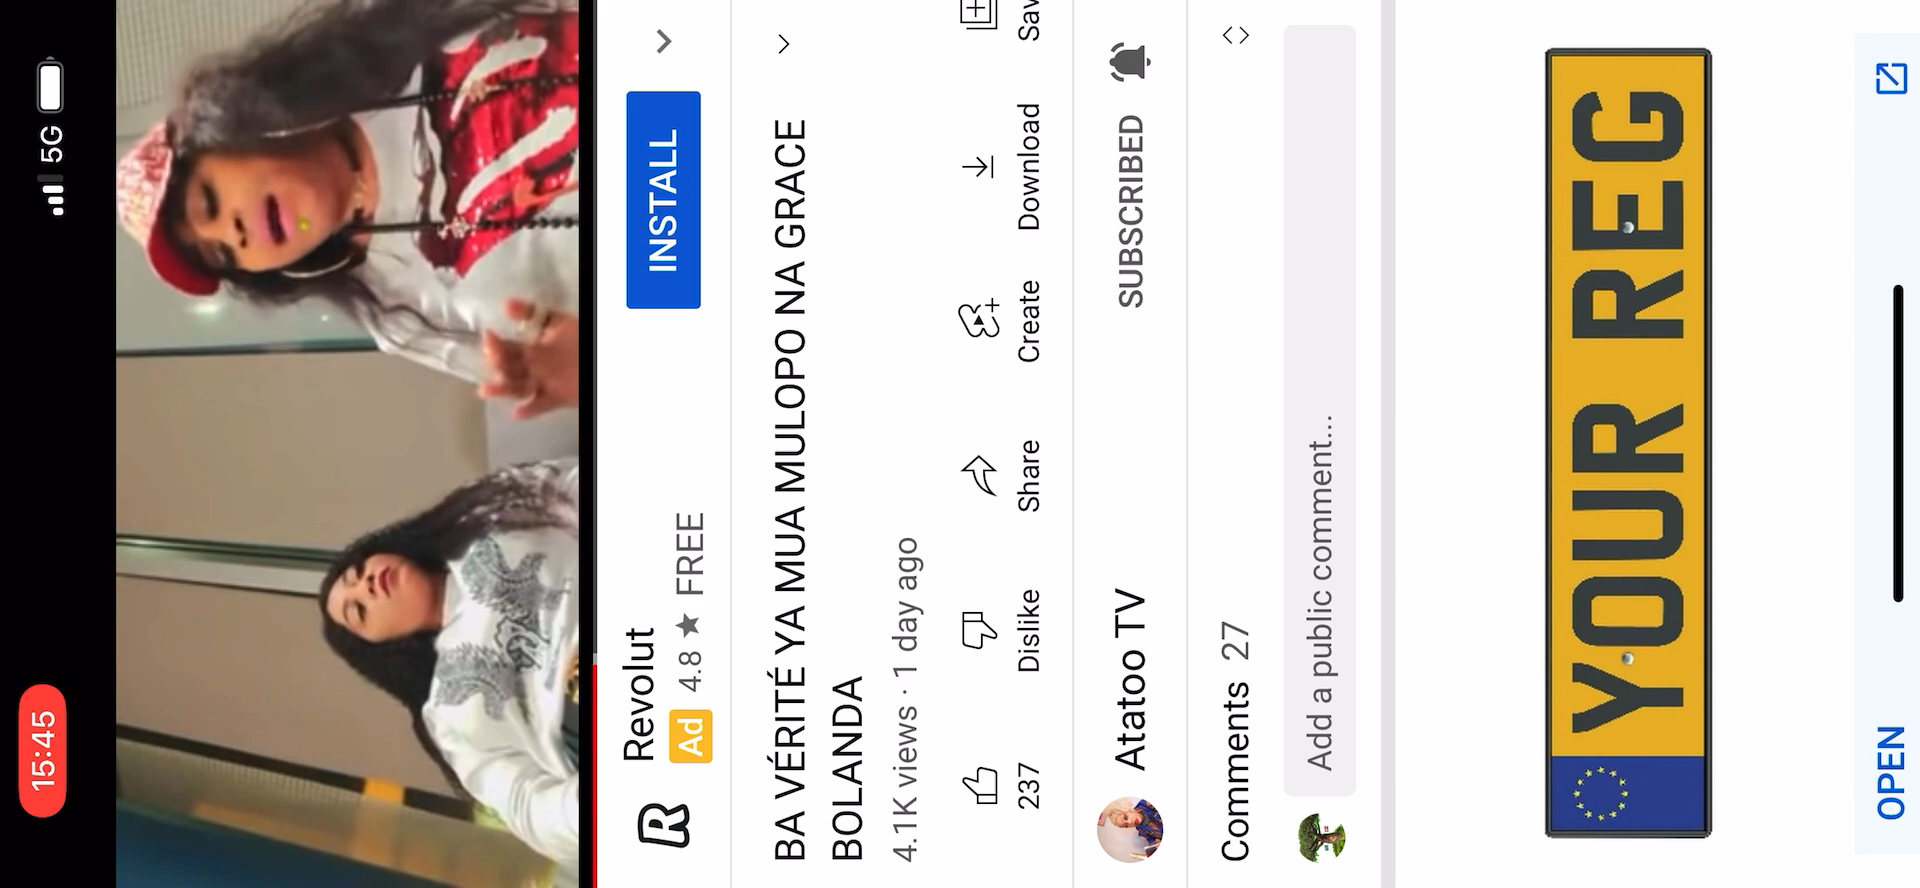 15:45
5G
Revolut
Ad 4.8 ★ FREE
INSTALL
BA VÉRITÉ YA MUA MULOPO NA GRACE
BOLANDA
4.1K views · 1 day ago
237 Dislike Share Create Download Sav
Atatoo TV SUBSCRIBED
Comments 27
Add a public comment...
YOUR REG
OPEN